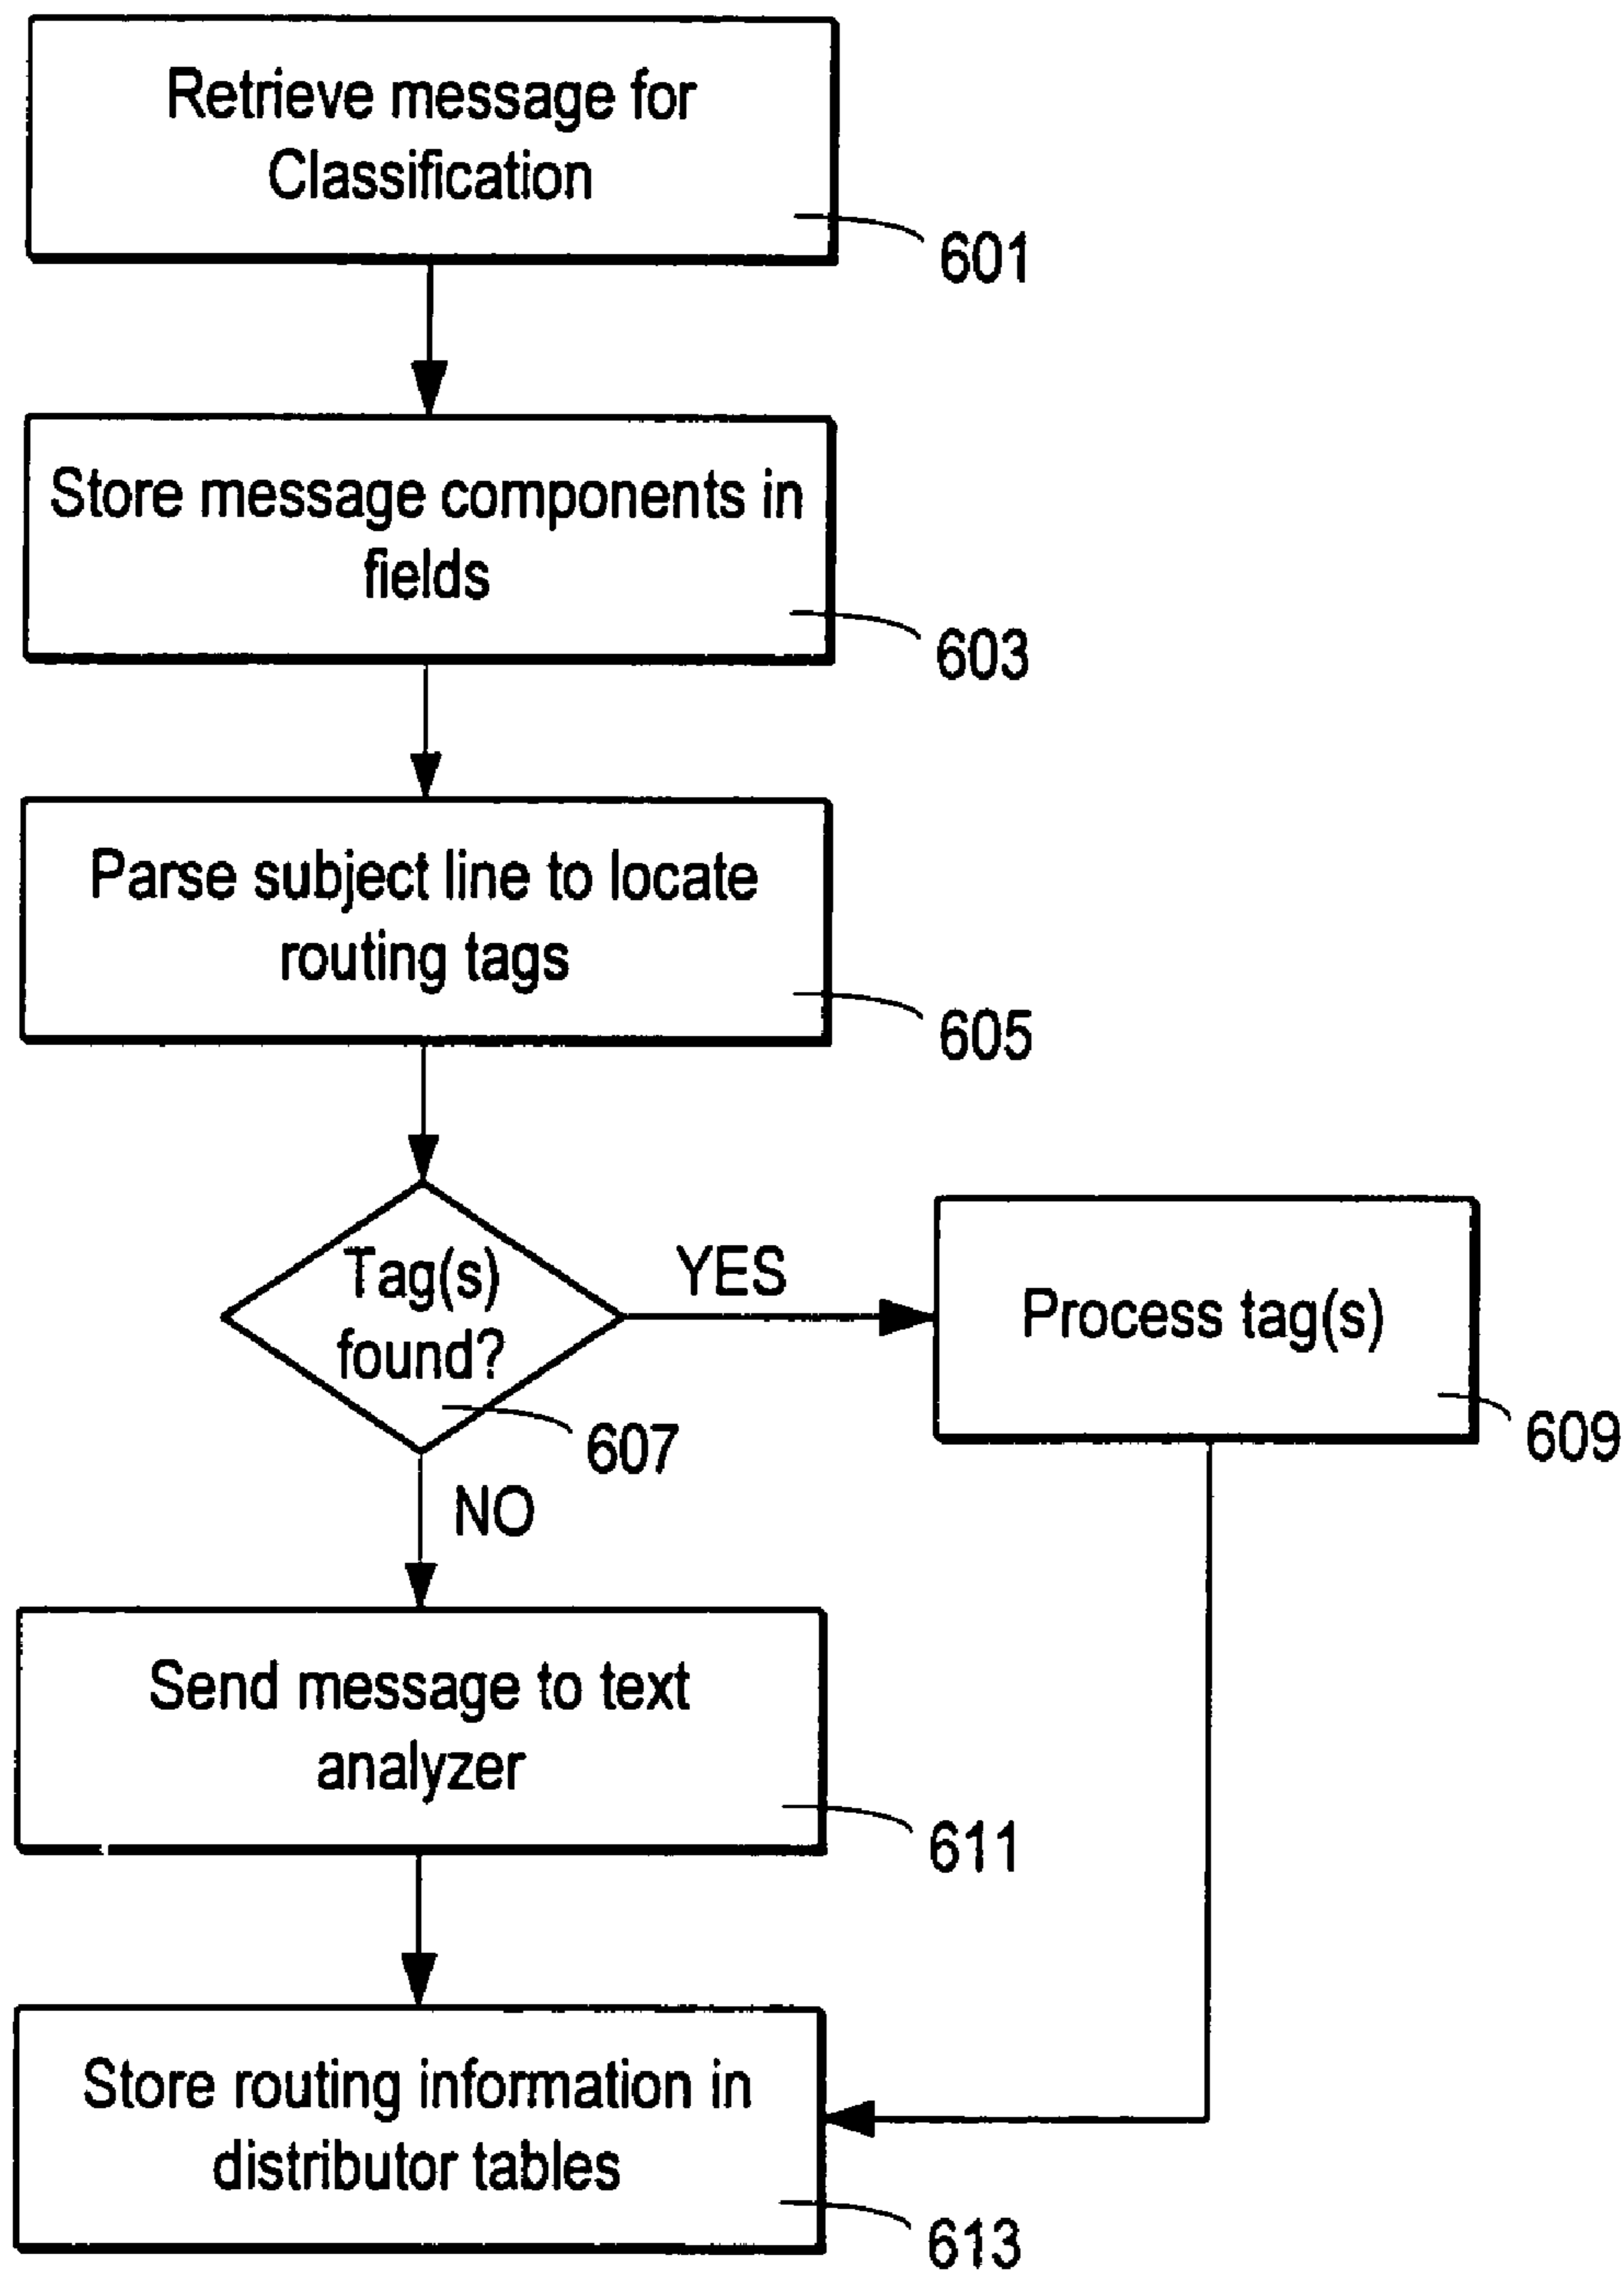 Retrieve message for
Classification
601
Store message components in
fields
603
Parse subject line to locate
routing tags
605
Tag(s)
found?
607
YES
Process tag(s)
609
NO
Send message to text
analyzer
611
Store routing information in
distributor tables
613